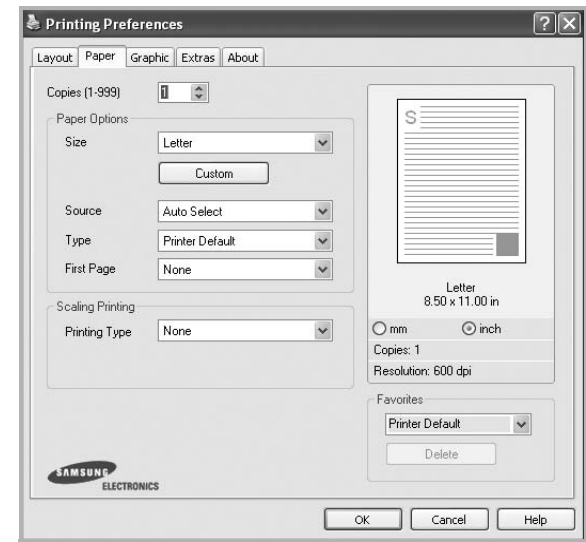 Printing Preferences
Layout Paper Graphic Extras About
Copies (1-999) 1
Paper Options
Size Letter
Custom
Source Auto Select
Type Printer Default
First Page None
Scaling Printing
Printing Type None
SAMSUNG
ELECTRONICS
S
Letter
8.50 x 11.00 in
mm inch
Copies: 1
Resolution: 600 dpi
Favorites
Printer Default
Delete
OK Cancel Help